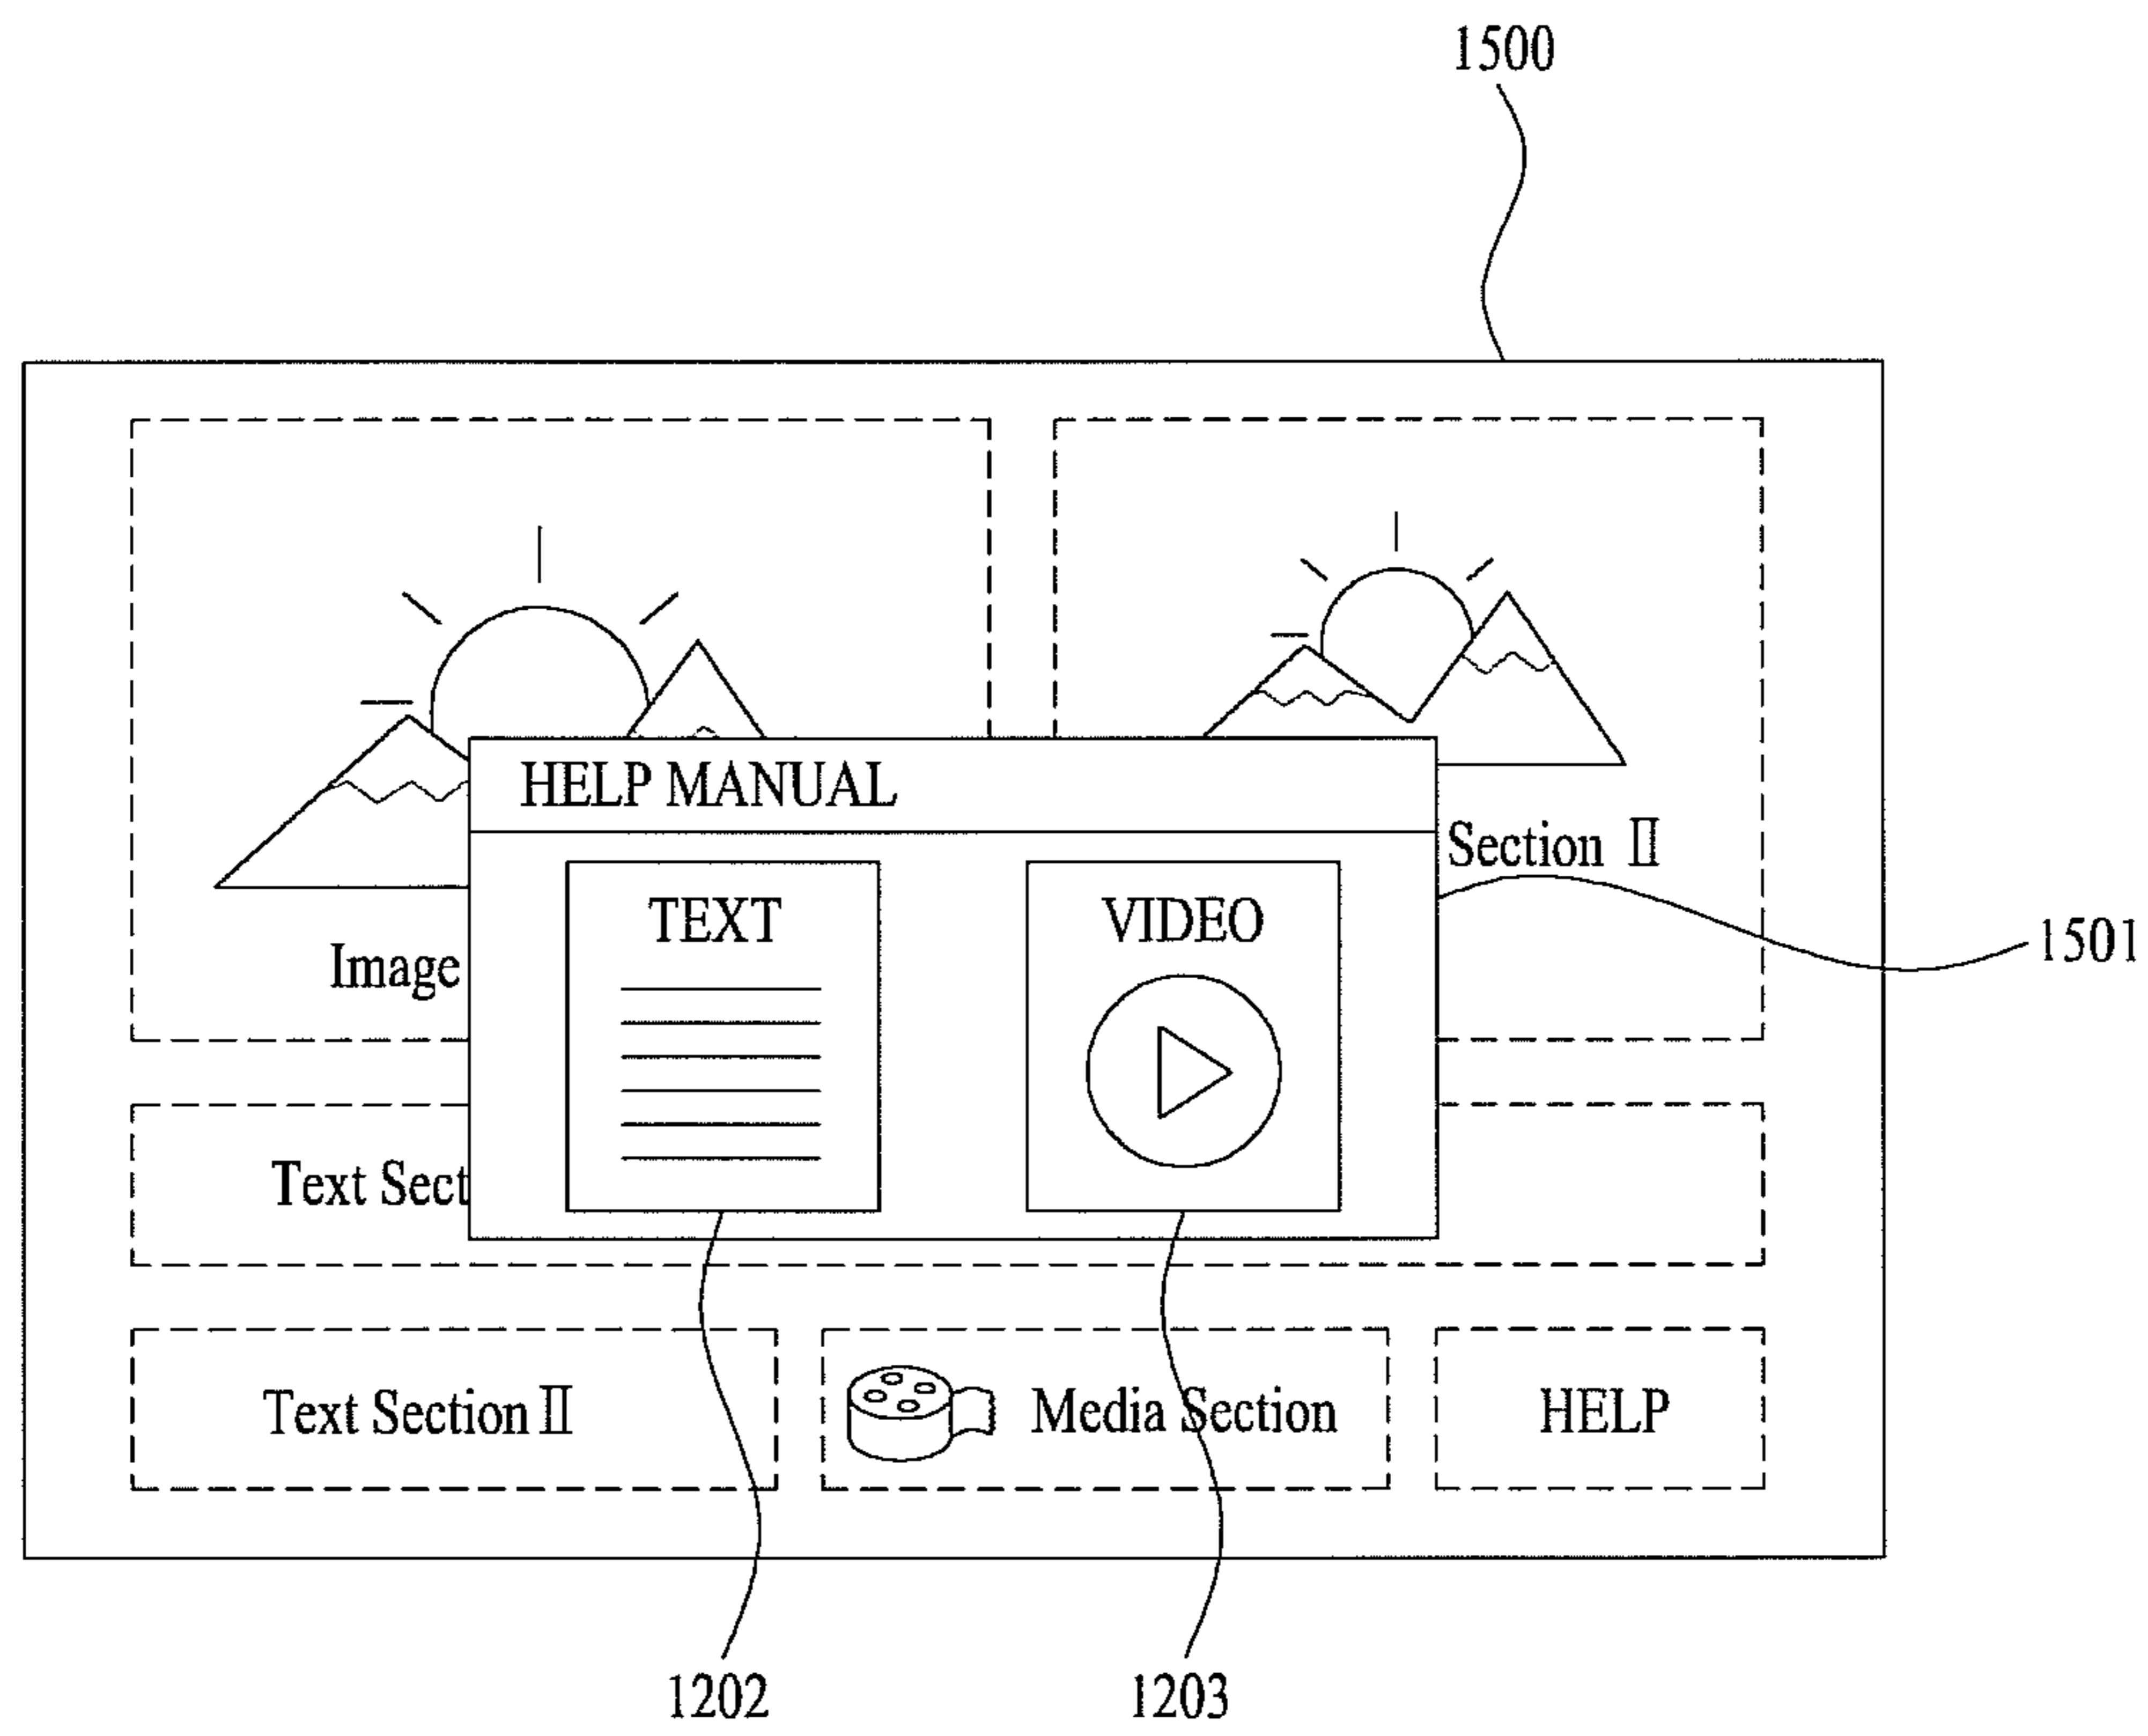 1500
HELP MANUAL
Section II
TEXT
VIDEO
1501
Image
Text Sect
Text Section II
Media Section
HELP
1202
1203